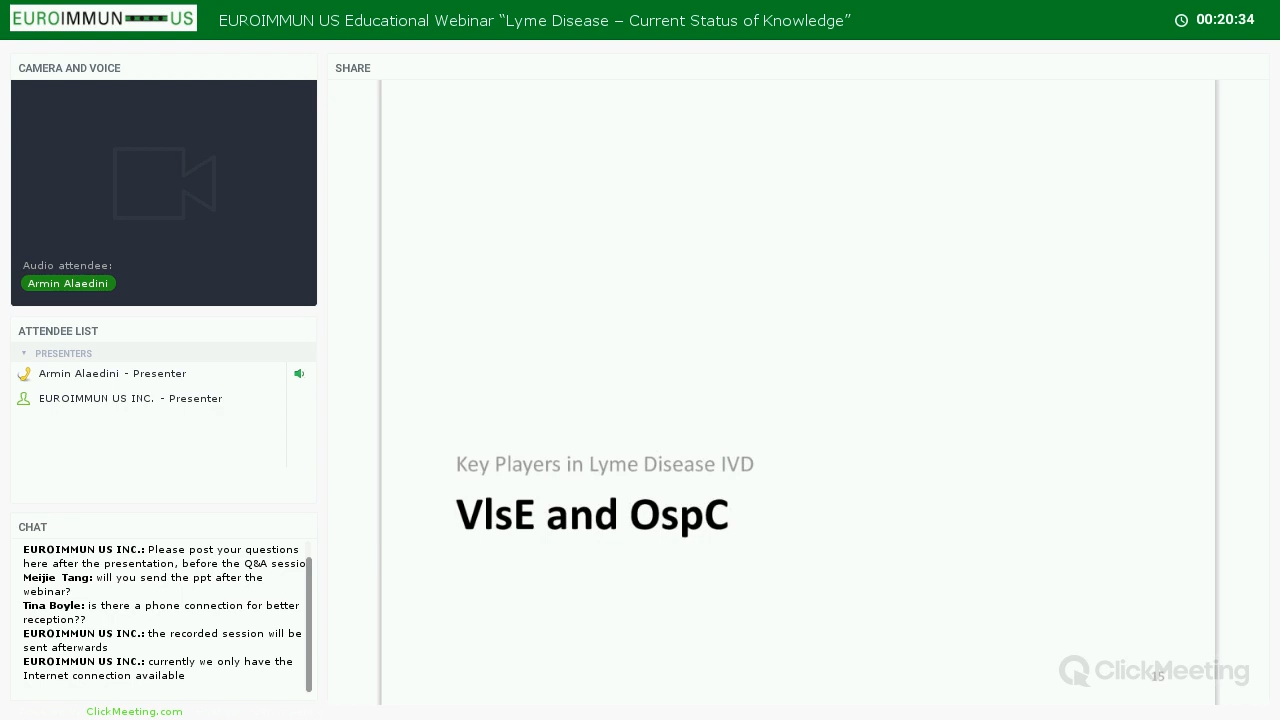 EUROIMMUN US
EUROIMMUN US Educational Webinar “Lyme Disease – Current Status of Knowledge”
00:20:34
CAMERA AND VOICE
Audio attendee:
Armin Alaedini
ATTENDEE LIST
PRESENTERS
Armin Alaedini - Presenter
EUROIMMUN US INC. - Presenter
CHAT
EUROIMMUN US INC.: Please post your questions
here after the presentation, before the Q&A sessio
Meijie Tang: will you send the ppt after the
webinar?
Tina Boyle: is there a phone connection for better
reception??
EUROIMMUN US INC.: the recorded session will be
sent afterwards
EUROIMMUN US INC.: currently we only have the
Internet connection available
ClickMeeting.com
SHARE
Key Players in Lyme Disease IVD
VlsE and OspC
ClickMeeting
15